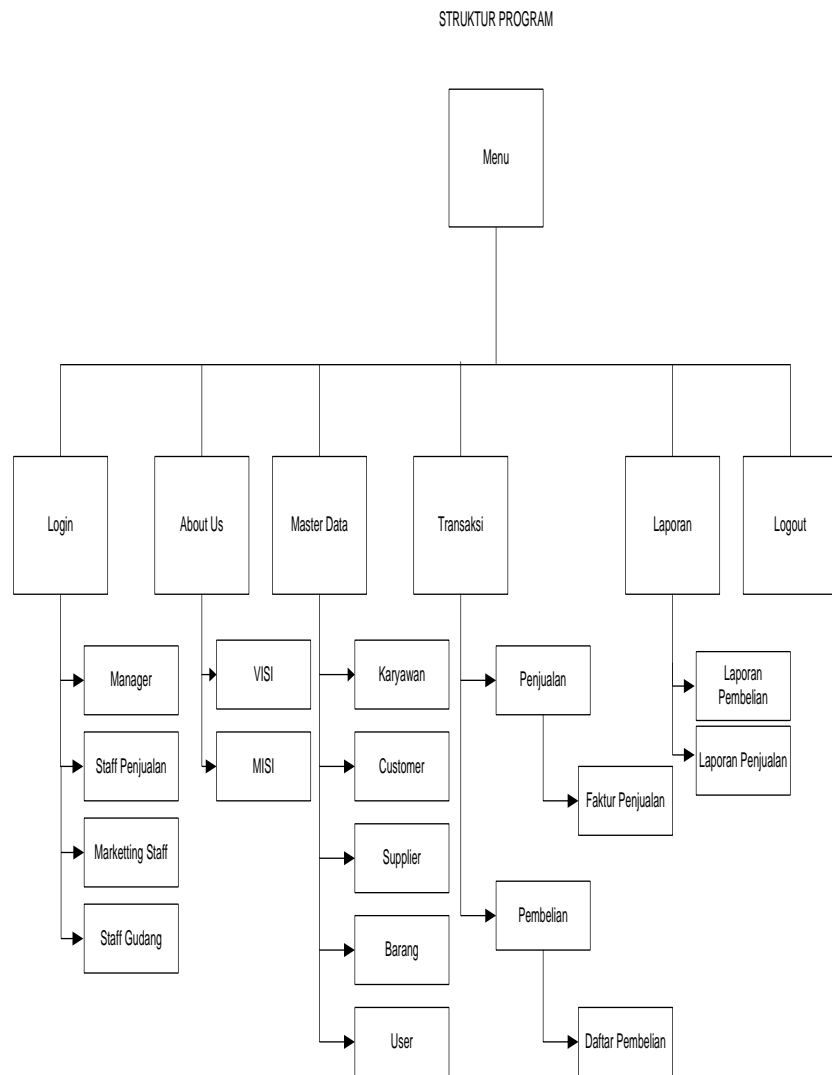 STRUKTUR PROGRAM
Menu
Login
About Us
Master Data
Transaksi
Laporan
Logout
Manager
Staff Penjualan
Marketting Staff
Staff Gudang
VISI
MISI
Karyawan
Customer
Supplier
Barang
User
Penjualan
Faktur Penjualan
Pembelian
Daftar Pembelian
Laporan
Pembelian
Laporan Penjualan